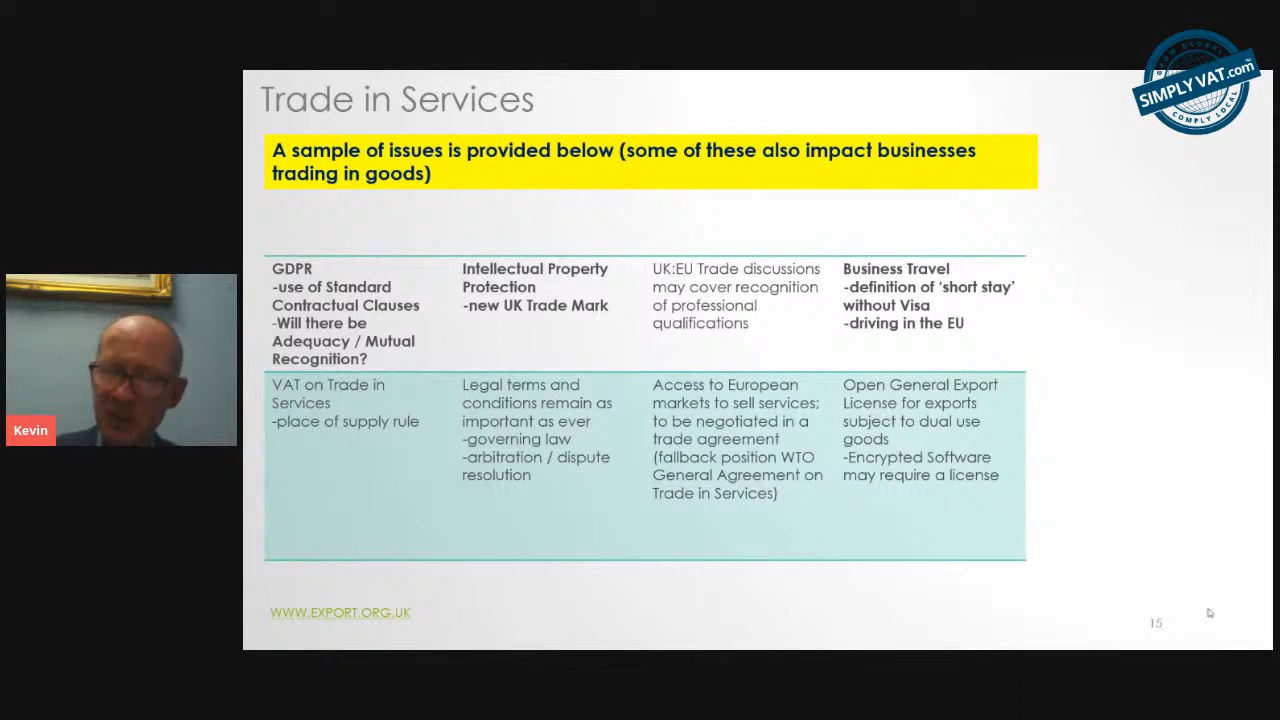 GROW GLOBAL
SIMPLY VAT.com
COMPLY LOCAL
Trade in Services
A sample of issues is provided below (some of these also impact businesses
trading in goods)
GDPR
-use of Standard
Contractual Clauses
-Will there be
Adequacy / Mutual
Recognition?
Intellectual Property
Protection
-new UK Trade Mark
UK:EU Trade discussions
may cover recognition
of professional
qualifications
Business Travel
-definition of ‘short stay’
without Visa
-driving in the EU
VAT on Trade in
Services
-place of supply rule
Legal terms and
conditions remain as
important as ever
-governing law
-arbitration / dispute
resolution
Access to European
markets to sell services;
to be negotiated in a
trade agreement
(fallback position WTO
General Agreement on
Trade in Services)
Open General Export
License for exports
subject to dual use
goods
-Encrypted Software
may require a license
Kevin
WWW.EXPORT.ORG.UK
15